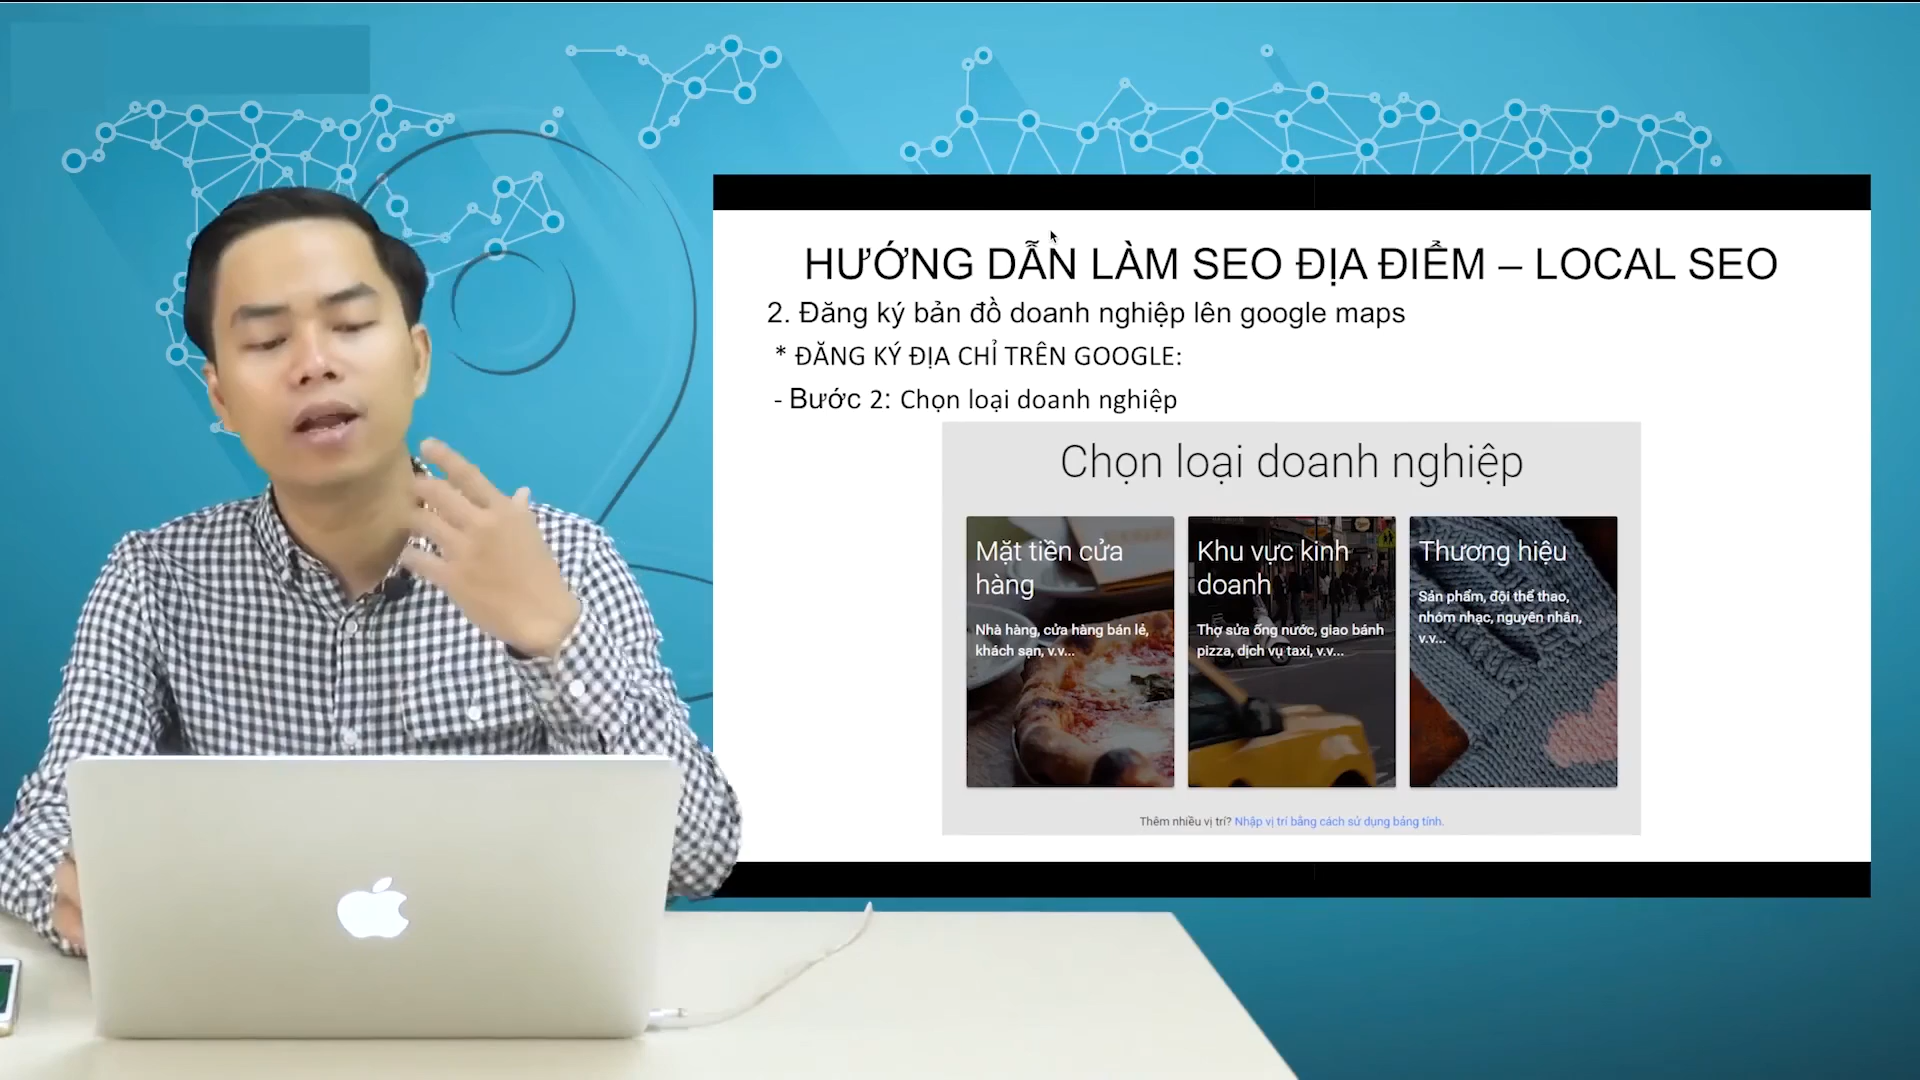 HƯỚNG DẪN LÀM SEO ĐỊA ĐIỂM – LOCAL SEO
2. Đăng ký bản đồ doanh nghiệp lên google maps
* ĐĂNG KÝ ĐỊA CHỈ TRÊN GOOGLE:
- Bước 2: Chọn loại doanh nghiệp
Chọn loại doanh nghiệp
Mặt tiền cửa
hàng
Nhà hàng, cửa hàng bán lẻ,
khách sạn, v.v...
Khu vực kinh
doanh
Thợ sửa ống nước, giao bánh
pizza, dịch vụ taxi, v.v...
Thương hiệu
Sản phẩm, đội thể thao,
nhóm nhạc, nguyên nhân,
v.v...
Thêm nhiều vị trí? Nhập vị trí bằng cách sử dụng bảng tính.